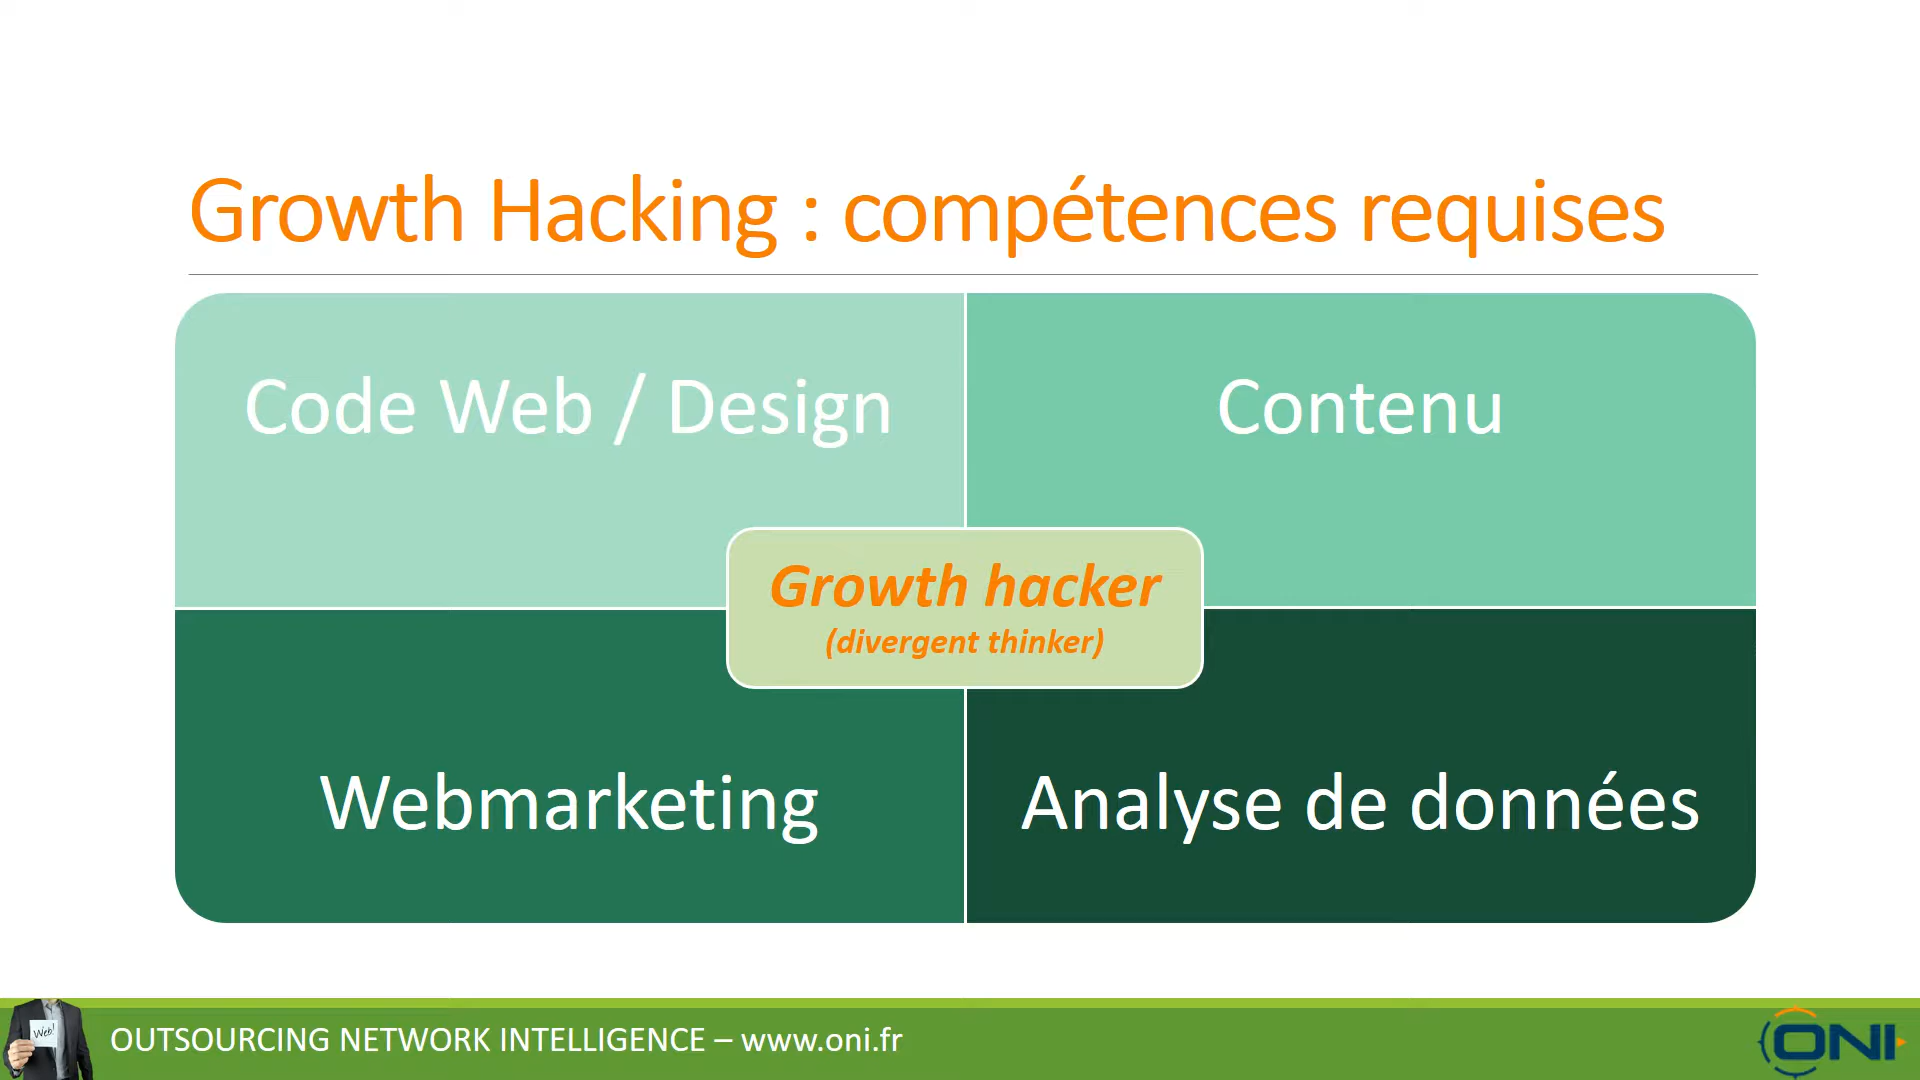 Growth Hacking : compétences requises
Code Web / Design
Contenu
Growth hacker
(divergent thinker)
Webmarketing
Analyse de données
Web!
OUTSOURCING NETWORK INTELLIGENCE – www.oni.fr
ONI